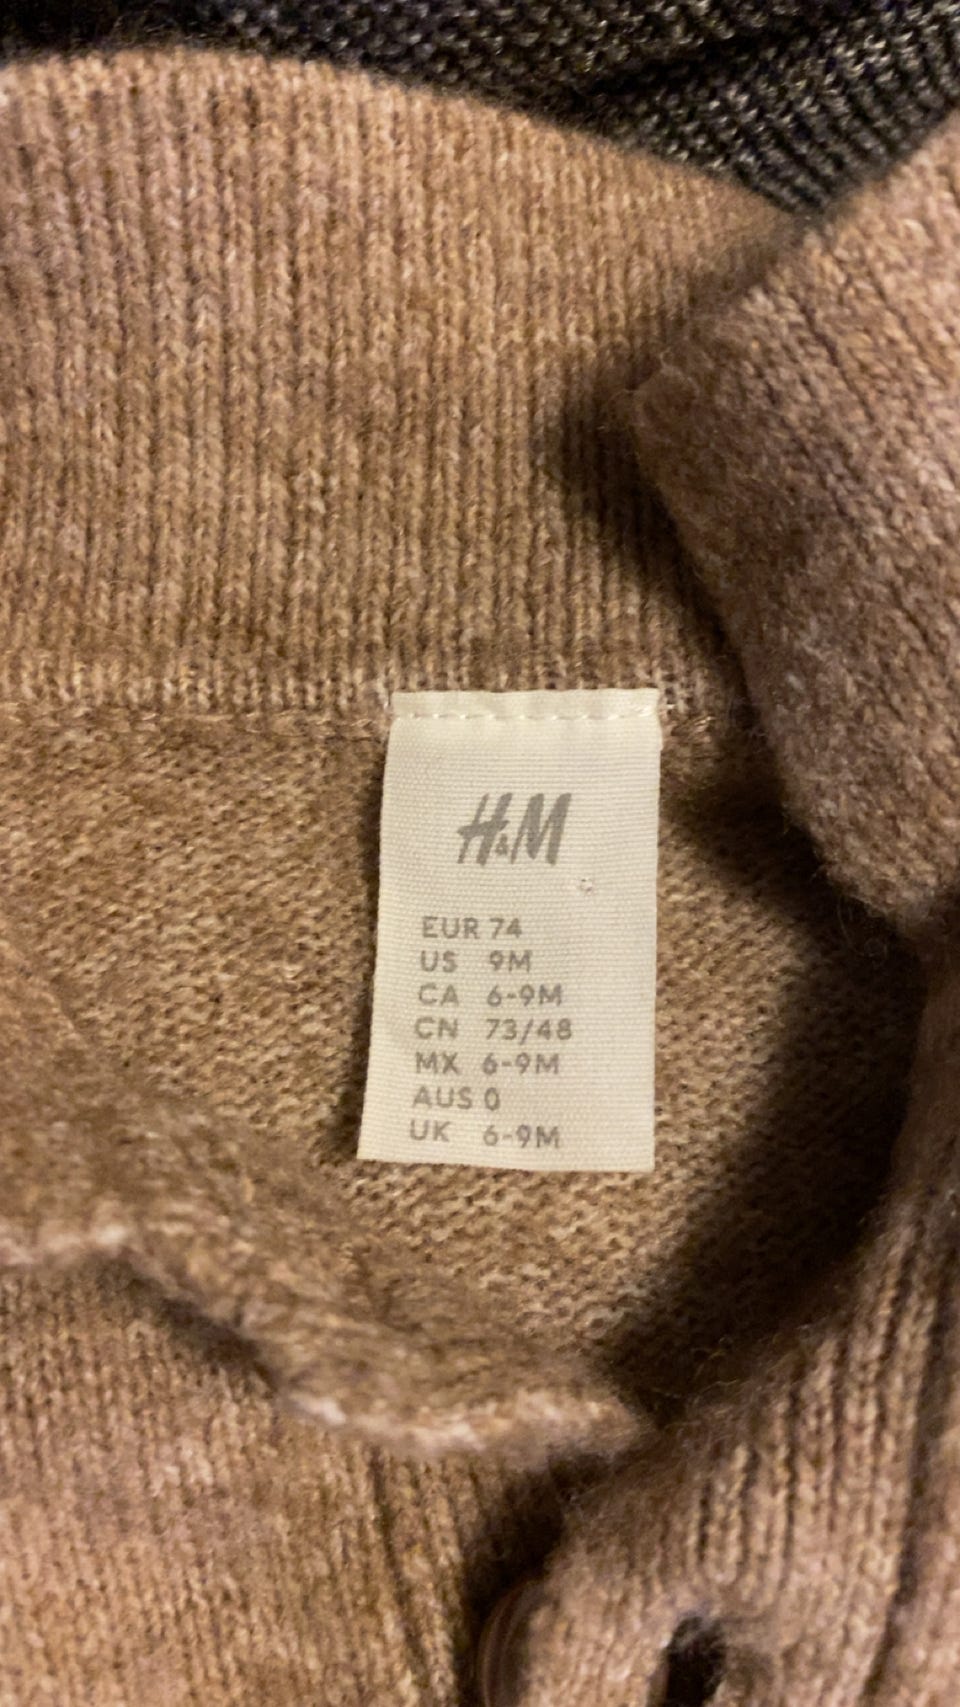 H&M
EUR 74
US 9M
CA 6-9M
CN 73/48
MX 6-9M
AUS 0
UK 6-9M